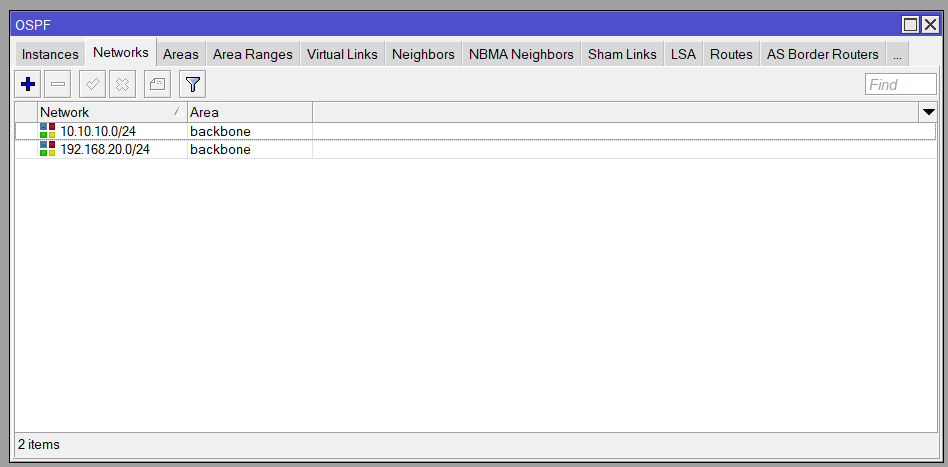 OSPF
Instances Networks Areas Area Ranges Virtual Links Neighbors NBMA Neighbors Sham Links LSA Routes AS Border Routers ...
Find
Network Area
10.10.10.0/24 backbone
192.168.20.0/24 backbone
2 items